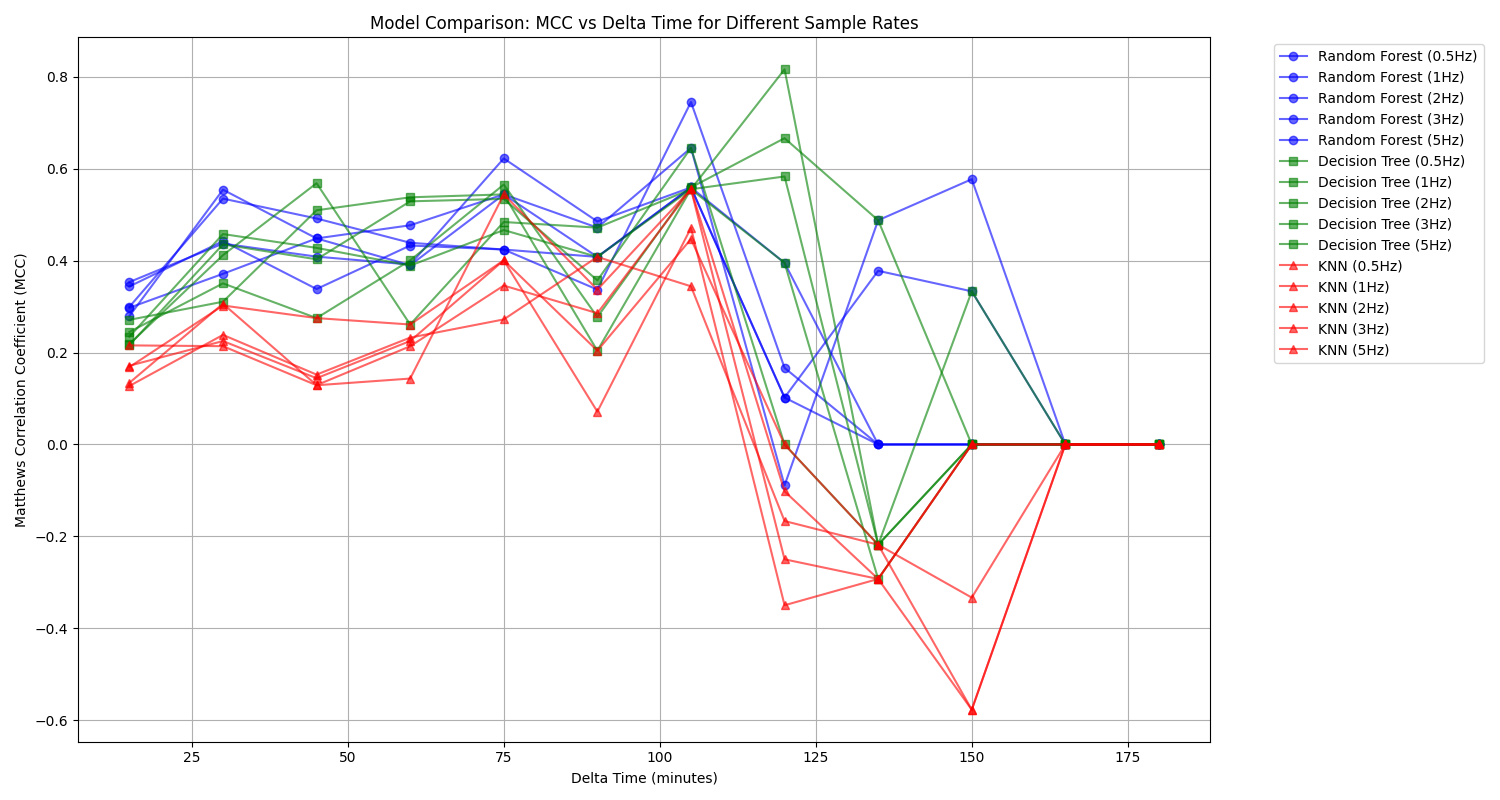 Model Comparison: MCC vs Delta Time for Different Sample Rates
Matthews Correlation Coefficient (MCC)
0.8
0.6
0.4
0.2
0.0
−0.2
−0.4
−0.6
25
50
75
100
125
150
175
Delta Time (minutes)
Random Forest (0.5Hz)
Random Forest (1Hz)
Random Forest (2Hz)
Random Forest (3Hz)
Random Forest (5Hz)
Decision Tree (0.5Hz)
Decision Tree (1Hz)
Decision Tree (2Hz)
Decision Tree (3Hz)
Decision Tree (5Hz)
KNN (0.5Hz)
KNN (1Hz)
KNN (2Hz)
KNN (3Hz)
KNN (5Hz)